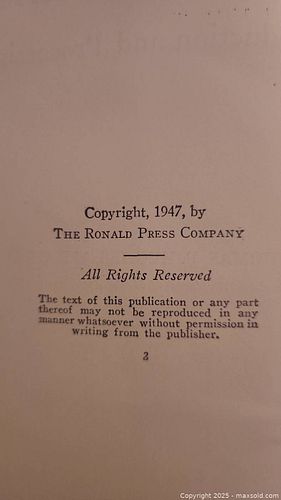 Copyright, 1947, by
THE RONALD PRESS COMPANY
All Rights Reserved
The text of this publication or any part
thereof may not be reproduced in any
manner whatsoever without permission in
writing from the publisher.
2
Copyright © 2025 - maxsold.com